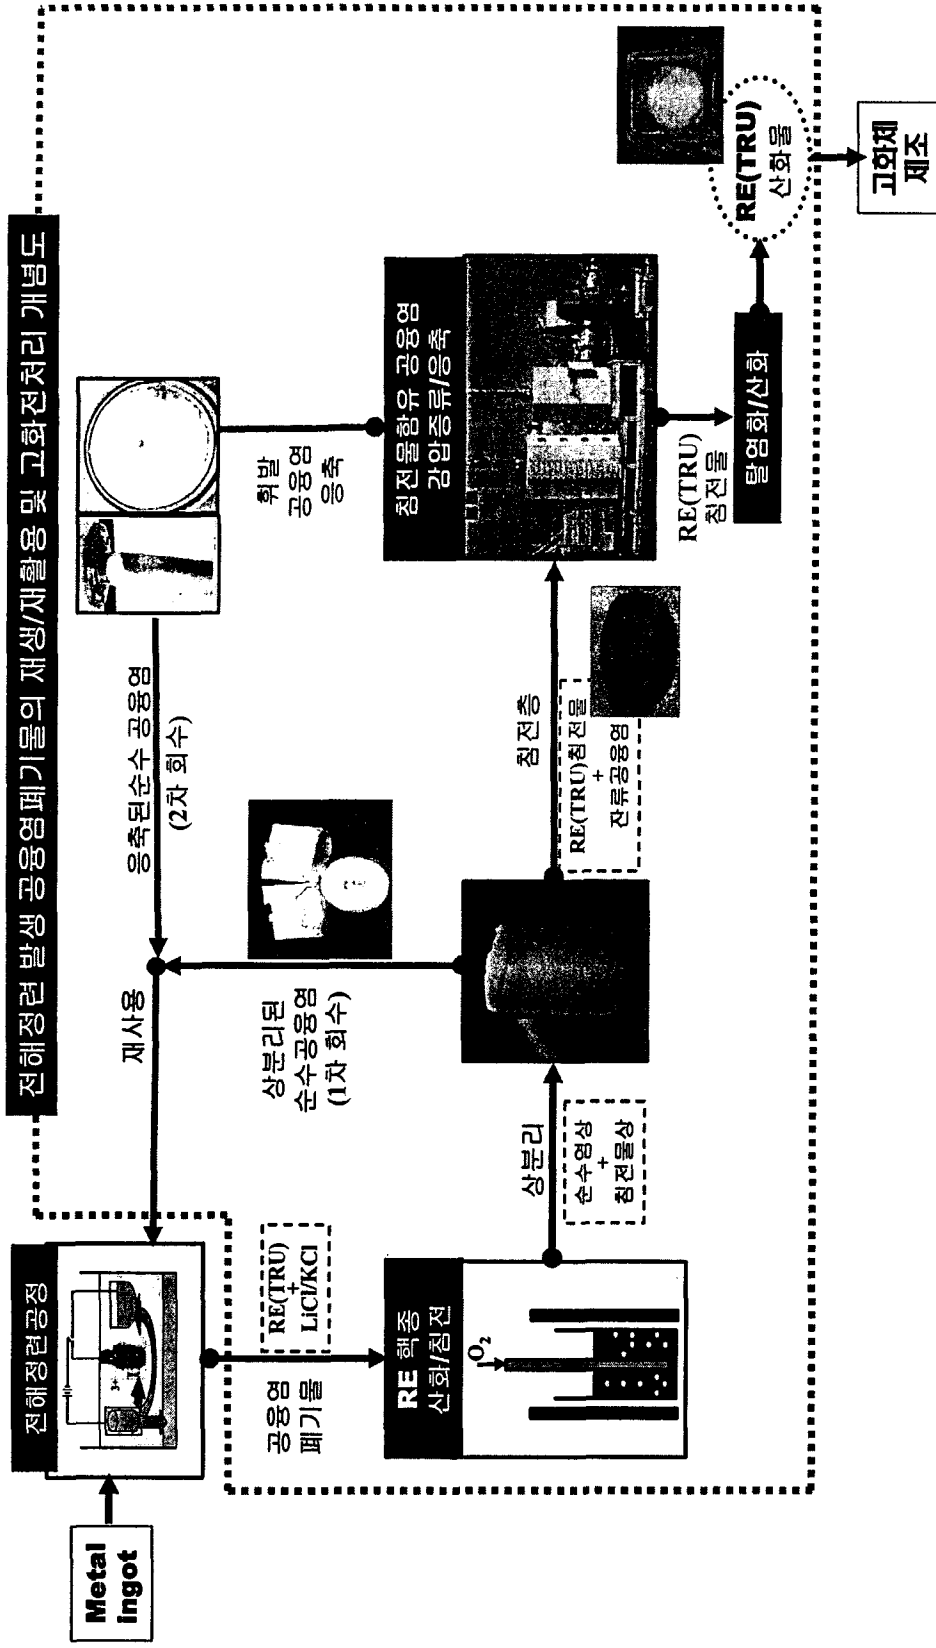 전해정련 발생 공융염폐기물의 재생/재활용 및 고화전처리 개념도
Metal
ingot
전해정련공정
재사용
응축된순수 공융염
(2차 회수)
공융염
폐기물
RE(TRU)
+
LiCl/KCl
상분리된
순수공융염
(1차 회수)
휘발
공융염
응축
RE 핵종
산화/침전
O₂
상분리
순수염상
+
침전물상
침전층
RE(TRU)침전물
+
잔류공융염
침전물함유 공융염
감압증류/응축
RE(TRU)
침전물
탈염화/산화
RE(TRU)
산화물
고화체
제조